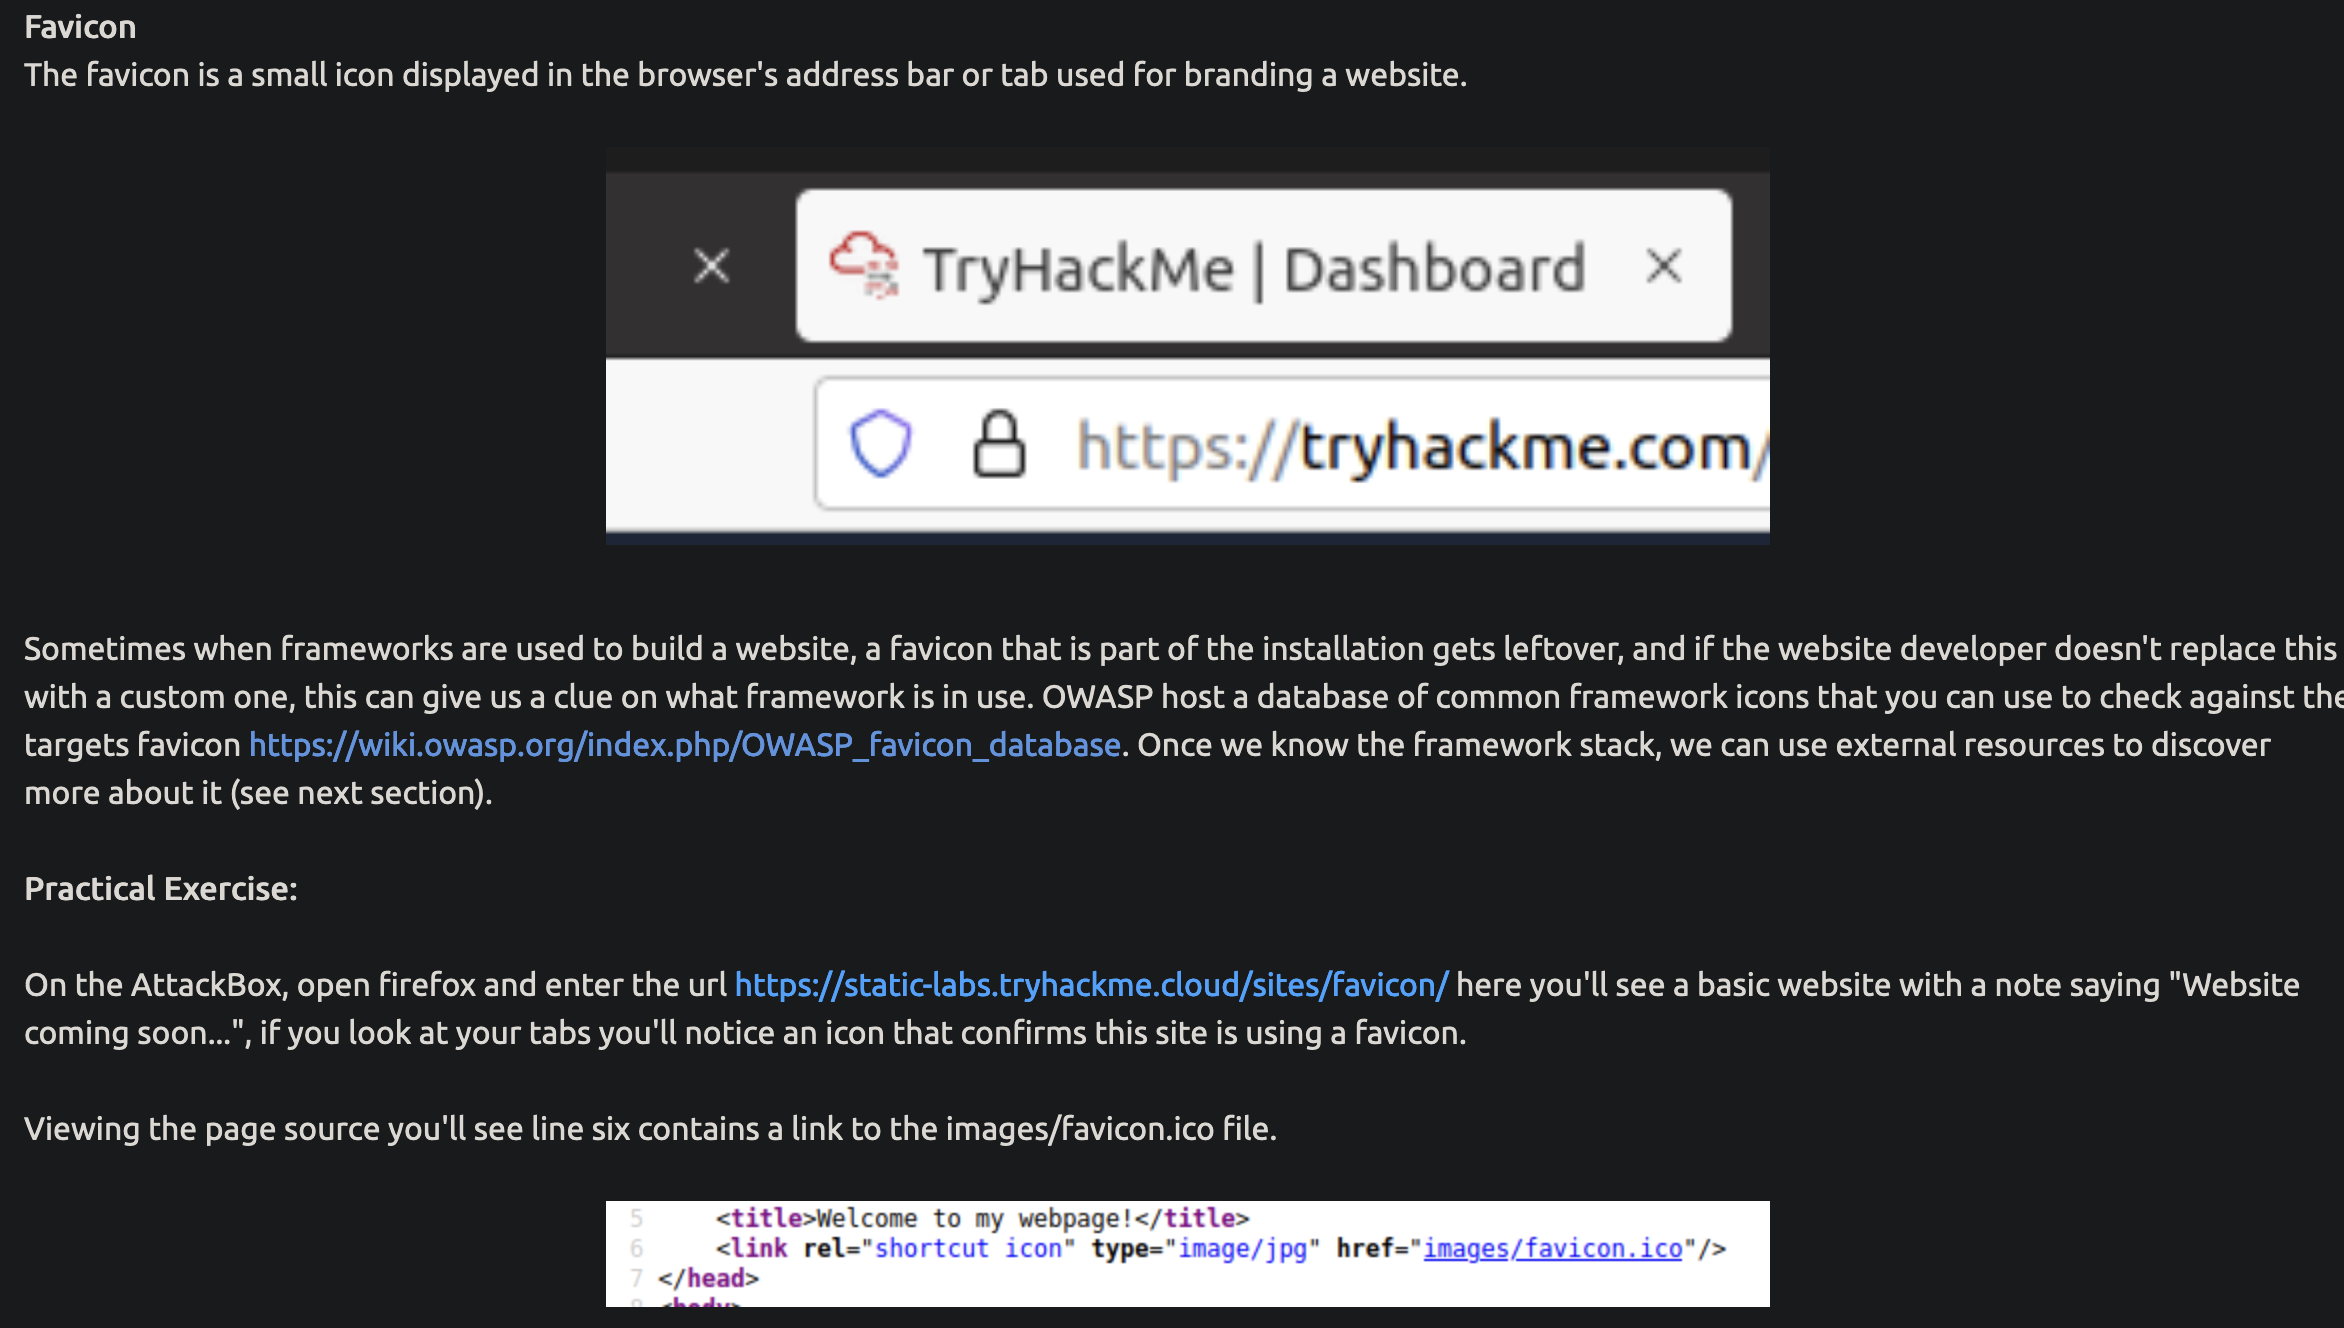 Favicon
The favicon is a small icon displayed in the browser's address bar or tab used for branding a website.
TryHackMe | Dashboard
https://tryhackme.com/
Sometimes when frameworks are used to build a website, a favicon that is part of the installation gets leftover, and if the website developer doesn't replace this
with a custom one, this can give us a clue on what framework is in use. OWASP host a database of common framework icons that you can use to check against the
targets favicon https://wiki.owasp.org/index.php/OWASP_favicon_database. Once we know the framework stack, we can use external resources to discover
more about it (see next section).
Practical Exercise:
On the AttackBox, open firefox and enter the url https://static-labs.tryhackme.cloud/sites/favicon/ here you'll see a basic website with a note saying "Website
coming soon...", if you look at your tabs you'll notice an icon that confirms this site is using a favicon.
Viewing the page source you'll see line six contains a link to the images/favicon.ico file.
5 <title>Welcome to my webpage!</title>
6 <link rel="shortcut icon" type="image/jpg" href="images/favicon.ico"/>
7 </head>
8 <body>